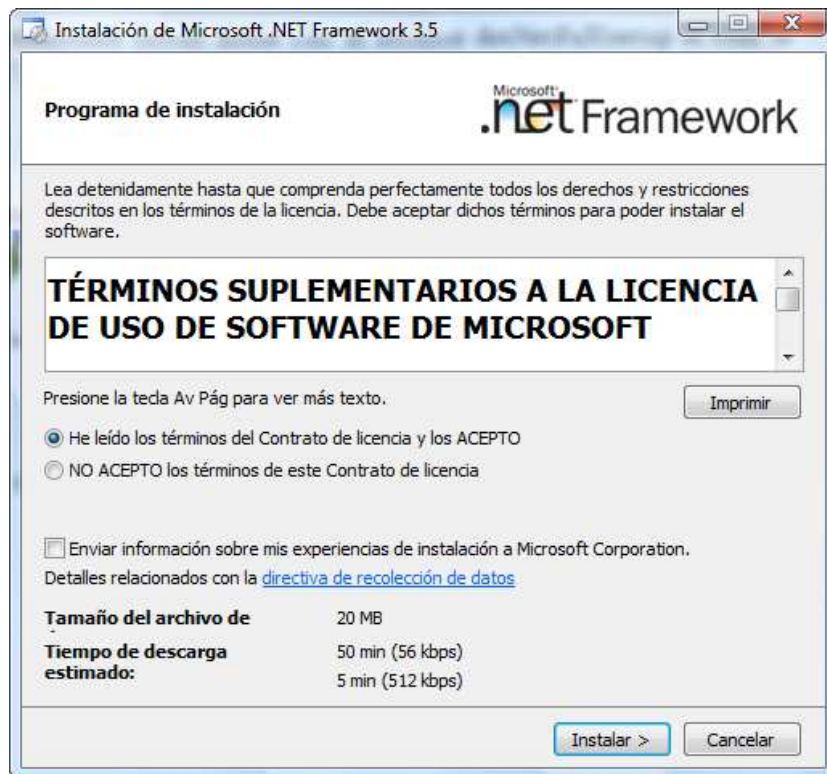 Instalación de Microsoft .NET Framework 3.5
Programa de instalación
Microsoft
.net Framework
Lea detenidamente hasta que comprenda perfectamente todos los derechos y restricciones
descritos en los términos de la licencia. Debe aceptar dichos términos para poder instalar el
software.
TÉRMINOS SUPLEMENTARIOS A LA LICENCIA
DE USO DE SOFTWARE DE MICROSOFT
Presione la tecla Av Pág para ver más texto.
Imprimir
He leído los términos del Contrato de licencia y los ACEPTO
NO ACEPTO los términos de este Contrato de licencia
Enviar información sobre mis experiencias de instalación a Microsoft Corporation.
Detalles relacionados con la directiva de recolección de datos
Tamaño del archivo de 20 MB
Tiempo de descarga 50 min (56 kbps)
estimado: 5 min (512 kbps)
Instalar > Cancelar